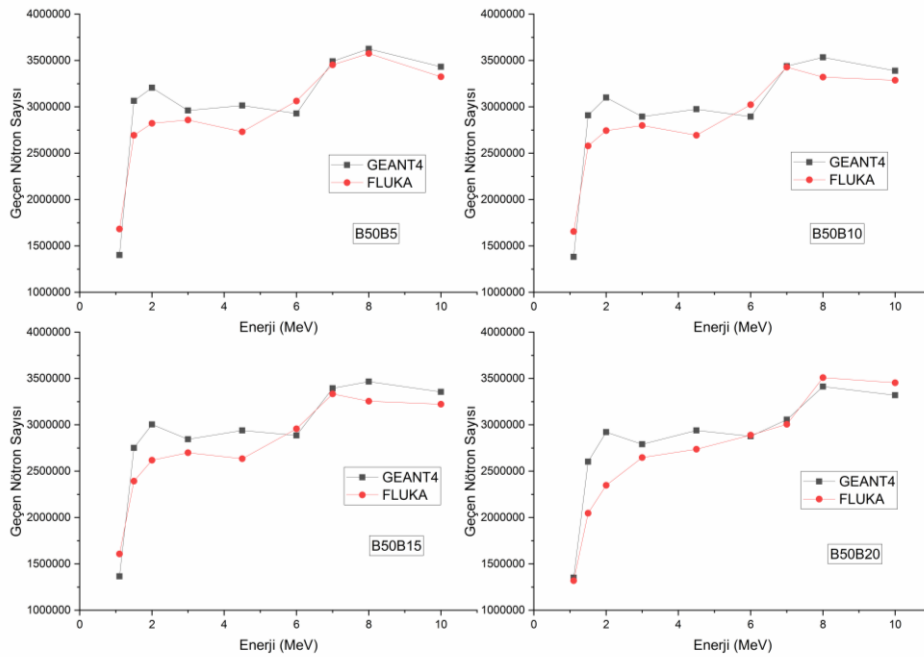 4000000
3500000
3000000
2500000
2000000
1500000
1000000
Geçen Nötron Sayısı
GEANT4
FLUKA
B50B5
0 2 4 6 8 10
Enerji (MeV)
4000000
3500000
3000000
2500000
2000000
1500000
1000000
Geçen Nötron Sayısı
GEANT4
FLUKA
B50B10
0 2 4 6 8 10
Enerji (MeV)
4000000
3500000
3000000
2500000
2000000
1500000
1000000
Geçen Nötron Sayısı
GEANT4
FLUKA
B50B15
0 2 4 6 8 10
Enerji (MeV)
4000000
3500000
3000000
2500000
2000000
1500000
1000000
Geçen Nötron Sayısı
GEANT4
FLUKA
B50B20
0 2 4 6 8 10
Enerji (MeV)